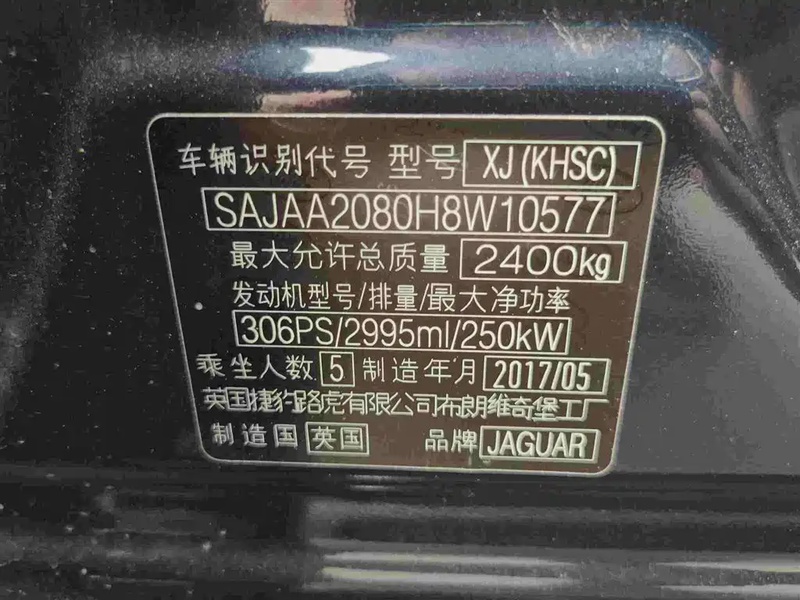 车辆识别代号 型号 XJ (KHSC)
SAJAA2080H8W10577
最大允许总质量 2400kg
发动机型号/排量/最大净功率
306PS/2995ml/250kW
乘坐人数 5 制造年月 2017/05
英国捷豹路虎有限公司布朗维奇堡工厂
制造国 英国 品牌 JAGUAR